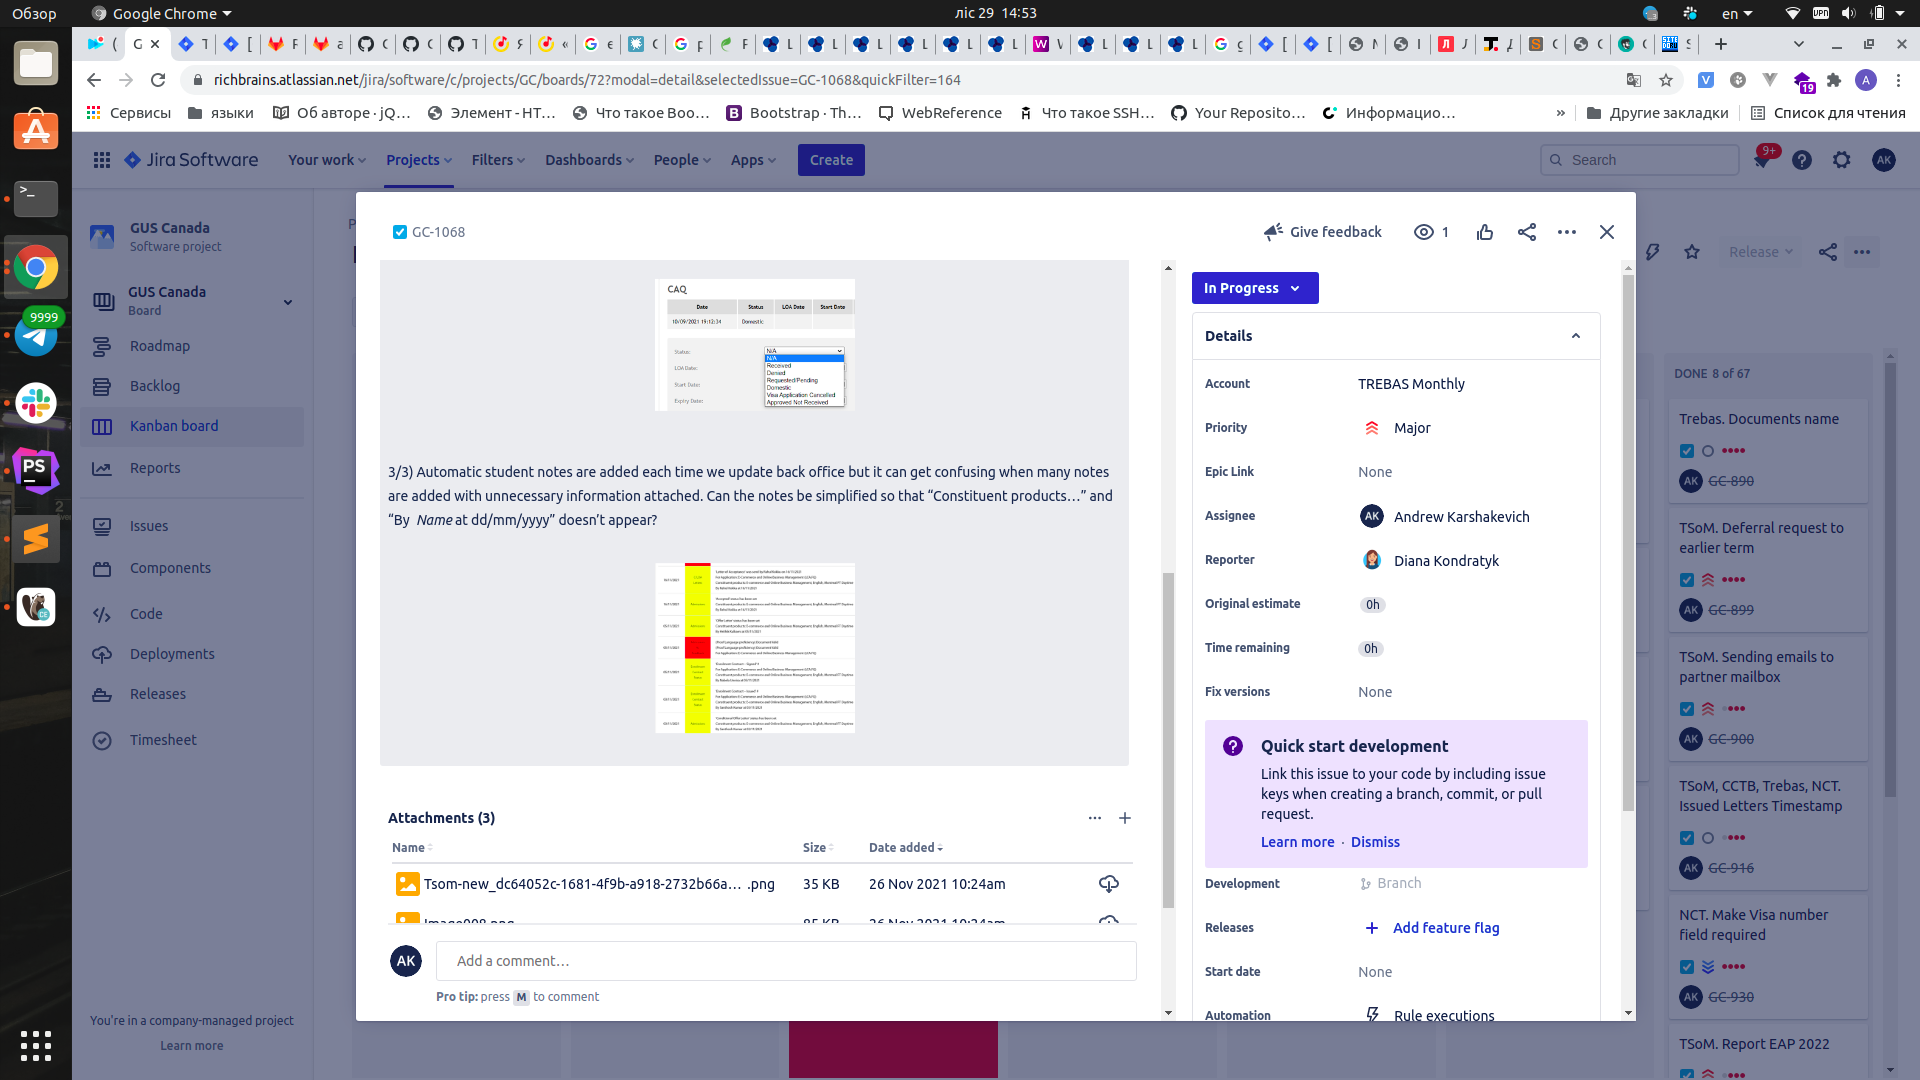 Обзор
Google Chrome
ліс 29 14:53
en
richbrains.atlassian.net/jira/software/c/projects/GC/boards/72?modal=detail&selectedIssue=GC-1068&quickFilter=164
19
A
Сервисы
языки
Об авторе · jQ...
Элемент - HT...
Что такое Boo...
Bootstrap · Th...
WebReference
Что такое SSH...
Your Reposito...
Информацио...
»
Другие закладки
Список для чтения
Jira Software
Your work
Projects
Filters
Dashboards
People
Apps
Create
Search
9+
AK
GUS Canada
Software project
GUS Canada
Board
Roadmap
Backlog
Kanban board
Reports
Issues
Components
Code
Deployments
Releases
Timesheet
You're in a company-managed project
Learn more
9999
GC-1068
Give feedback
1
Release
CAQ
Date Status LOA Date Start Date
10/09/2021 19:12:34 Domestic
Status:
N/A
N/A
Received
Denied
Requested/Pending
Domestic
Visa Application Cancelled
Approved Not Received
LOA Date:
Start Date:
Expiry Date:
3/3) Automatic student notes are added each time we update back office but it can get confusing when many notes
are added with unnecessary information attached. Can the notes be simplified so that “Constituent products…” and
“By Name at dd/mm/yyyy” doesn’t appear?
Attachments (3)
Name
Size
Date added
Tsom-new_dc64052c-1681-4f9b-a918-2732b66a... .png
35 KB
26 Nov 2021 10:24am
Image008.png
85 KB
26 Nov 2021 10:24am
AK
Add a comment...
Pro tip: press M to comment
In Progress
Details
Account
TREBAS Monthly
Priority
Major
Epic Link
None
Assignee
AK
Andrew Karshakevich
Reporter
Diana Kondratyk
Original estimate
0h
Time remaining
0h
Fix versions
None
Quick start development
Link this issue to your code by including issue
keys when creating a branch, commit, or pull
request.
Learn more · Dismiss
Development
Branch
Releases
Add feature flag
Start date
None
Automation
Rule executions
DONE 8 of 67
Trebas. Documents name
AK
GC-890
TSoM. Deferral request to
earlier term
AK
GC-899
TSoM. Sending emails to
partner mailbox
AK
GC-900
TSoM, CCTB, Trebas, NCT.
Issued Letters Timestamp
AK
GC-916
NCT. Make Visa number
field required
AK
GC-930
TSoM. Report EAP 2022